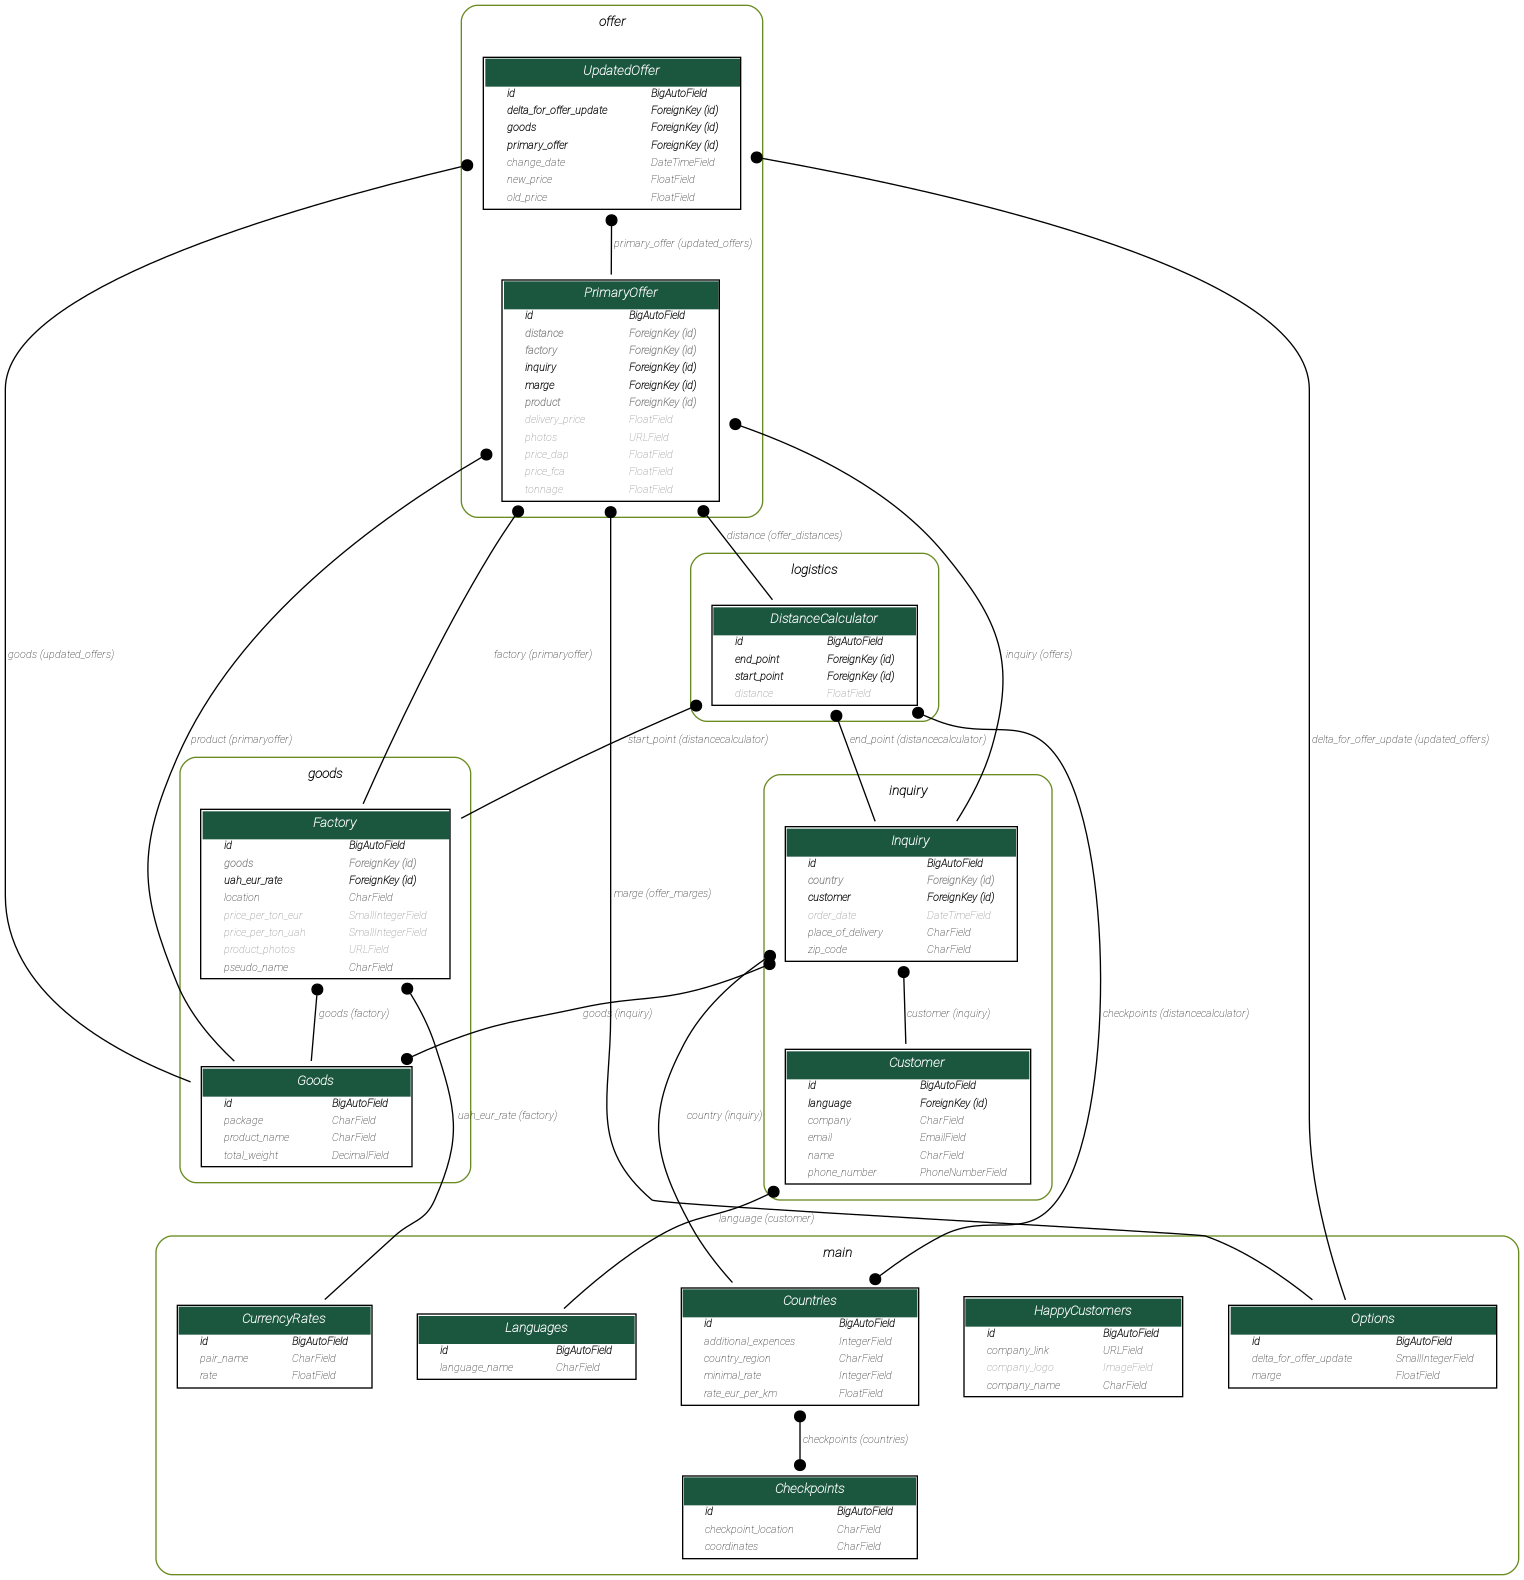 offer
UpdatedOffer
id BigAutoField
delta_for_offer_update ForeignKey (id)
goods ForeignKey (id)
primary_offer ForeignKey (id)
change_date DateTimeField
new_price FloatField
old_price FloatField
primary_offer (updated_offers)
PrimaryOffer
id BigAutoField
distance ForeignKey (id)
factory ForeignKey (id)
inquiry ForeignKey (id)
marge ForeignKey (id)
product ForeignKey (id)
delivery_price FloatField
photos URLField
price_dap FloatField
price_fca FloatField
tonnage FloatField
distance (offer_distances)
logistics
DistanceCalculator
id BigAutoField
end_point ForeignKey (id)
start_point ForeignKey (id)
distance FloatField
goods (updated_offers)
factory (primaryoffer)
inquiry (offers)
product (primaryoffer)
start_point (distancecalculator)
end_point (distancecalculator)
delta_for_offer_update (updated_offers)
goods
Factory
id BigAutoField
goods ForeignKey (id)
uah_eur_rate ForeignKey (id)
location CharField
price_per_ton_eur SmallIntegerField
price_per_ton_uah SmallIntegerField
product_photos URLField
pseudo_name CharField
marge (offer_marges)
inquiry
Inquiry
id BigAutoField
country ForeignKey (id)
customer ForeignKey (id)
order_date DateTimeField
place_of_delivery CharField
zip_code CharField
goods (factory)
goods (inquiry)
customer (inquiry)
checkpoints (distancecalculator)
Goods
id BigAutoField
package CharField
product_name CharField
total_weight DecimalField
uah_eur_rate (factory)
country (inquiry)
Customer
id BigAutoField
language ForeignKey (id)
company CharField
email EmailField
name CharField
phone_number PhoneNumberField
language (customer)
main
CurrencyRates
id BigAutoField
pair_name CharField
rate FloatField
Languages
id BigAutoField
language_name CharField
Countries
id BigAutoField
additional_expences IntegerField
country_region CharField
minimal_rate IntegerField
rate_eur_per_km FloatField
HappyCustomers
id BigAutoField
company_link URLField
company_logo ImageField
company_name CharField
Options
id BigAutoField
delta_for_offer_update SmallIntegerField
marge FloatField
checkpoints (countries)
Checkpoints
id BigAutoField
checkpoint_location CharField
coordinates CharField